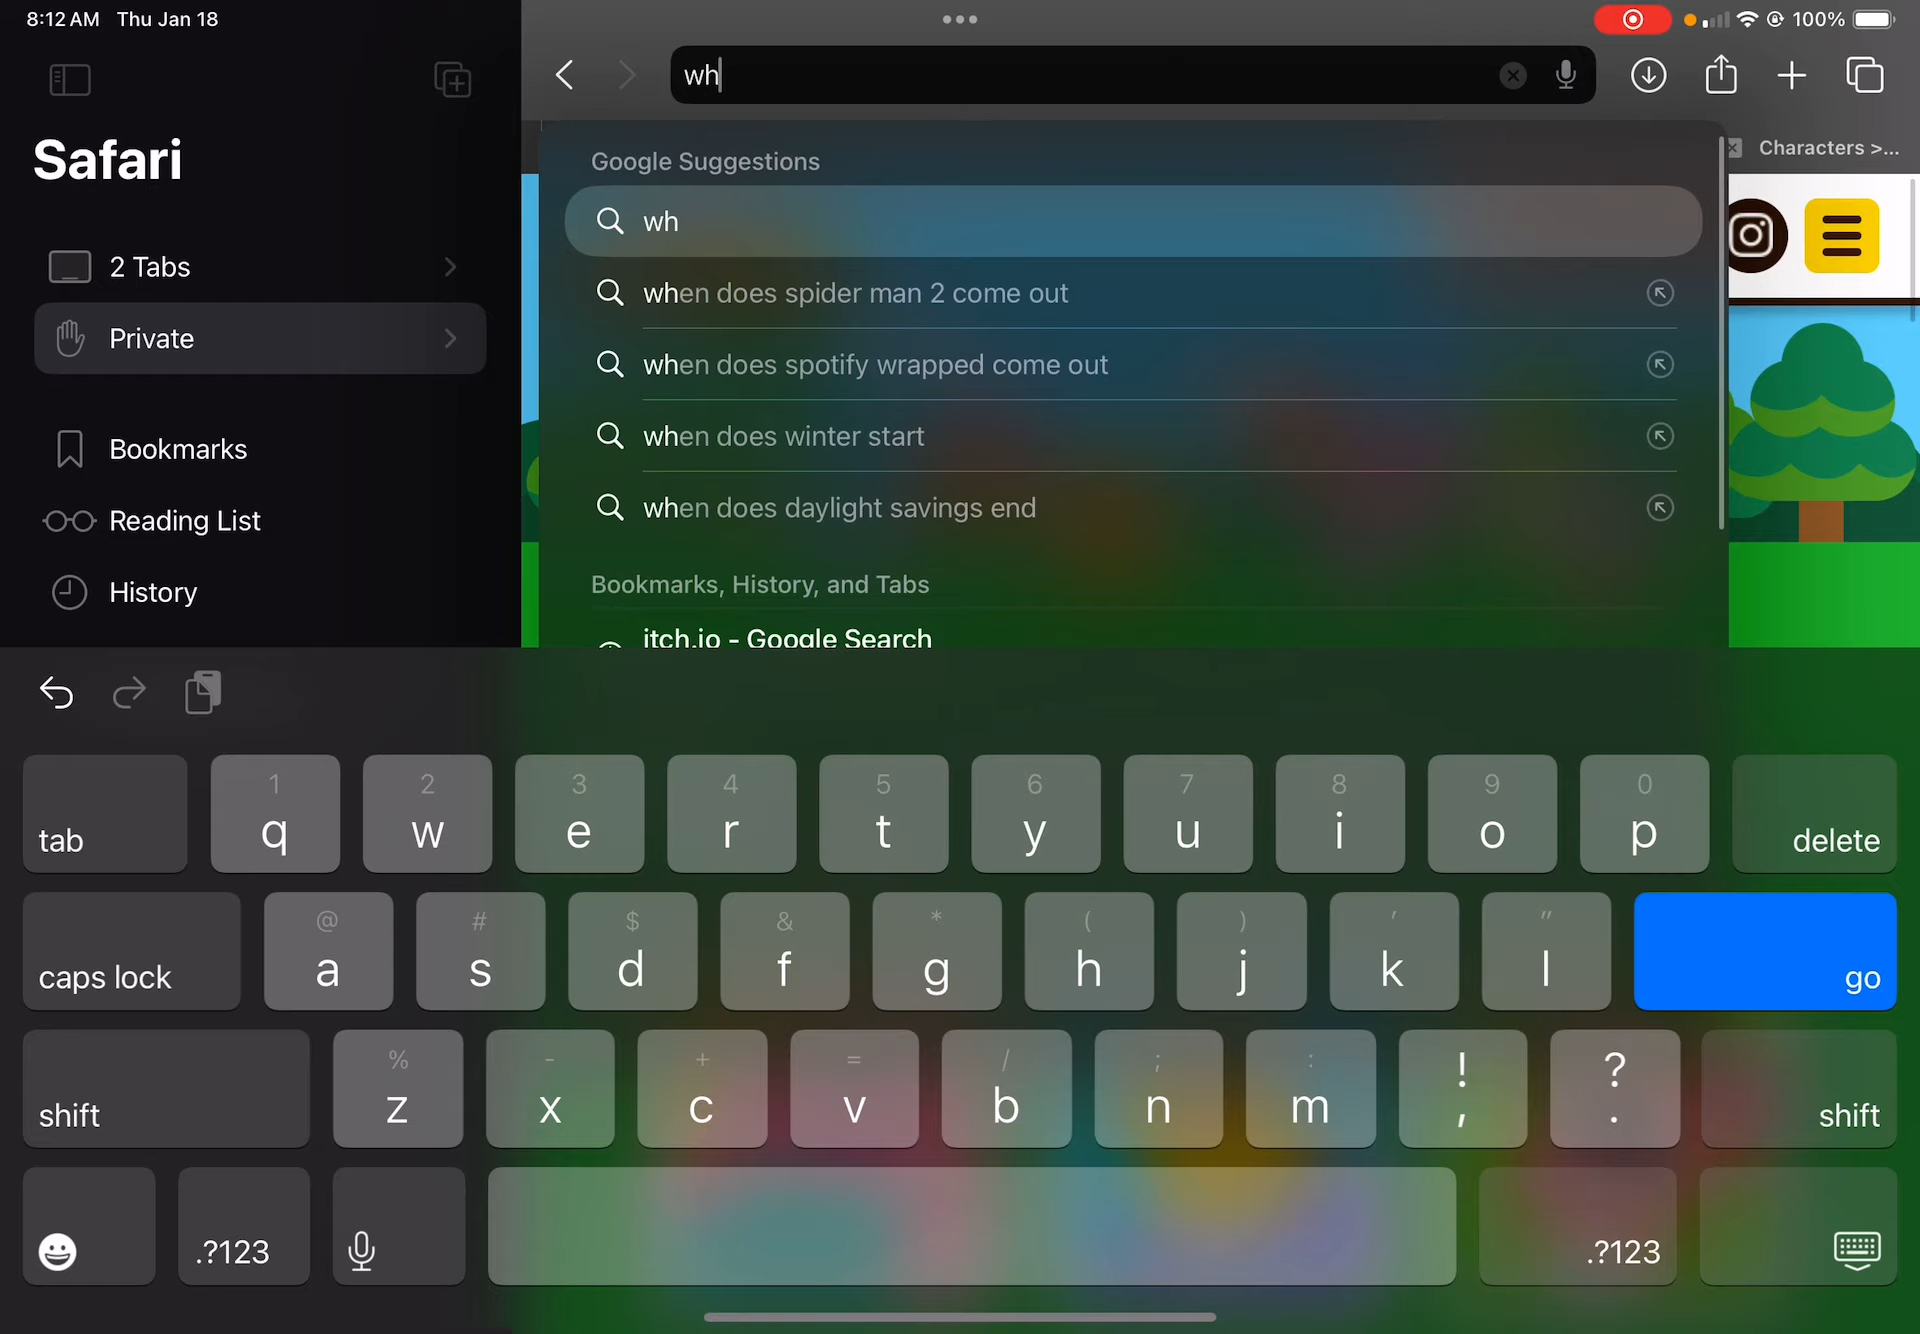 8:12 AM Thu Jan 18
100%
wh
Safari
Characters >...
Google Suggestions
wh
when does spider man 2 come out
when does spotify wrapped come out
when does winter start
when does daylight savings end
Bookmarks, History, and Tabs
itch.io - Google Search
2 Tabs
Private
Bookmarks
Reading List
History
tab
1 2 3 4 5 6 7 8 9 0
q w e r t y u i o p
delete
@ # $ & * ( ) ' "
caps lock a s d f g h j k l go
% - + = / ; : ! ?
shift z x c v b n m , . shift
.?123 .?123